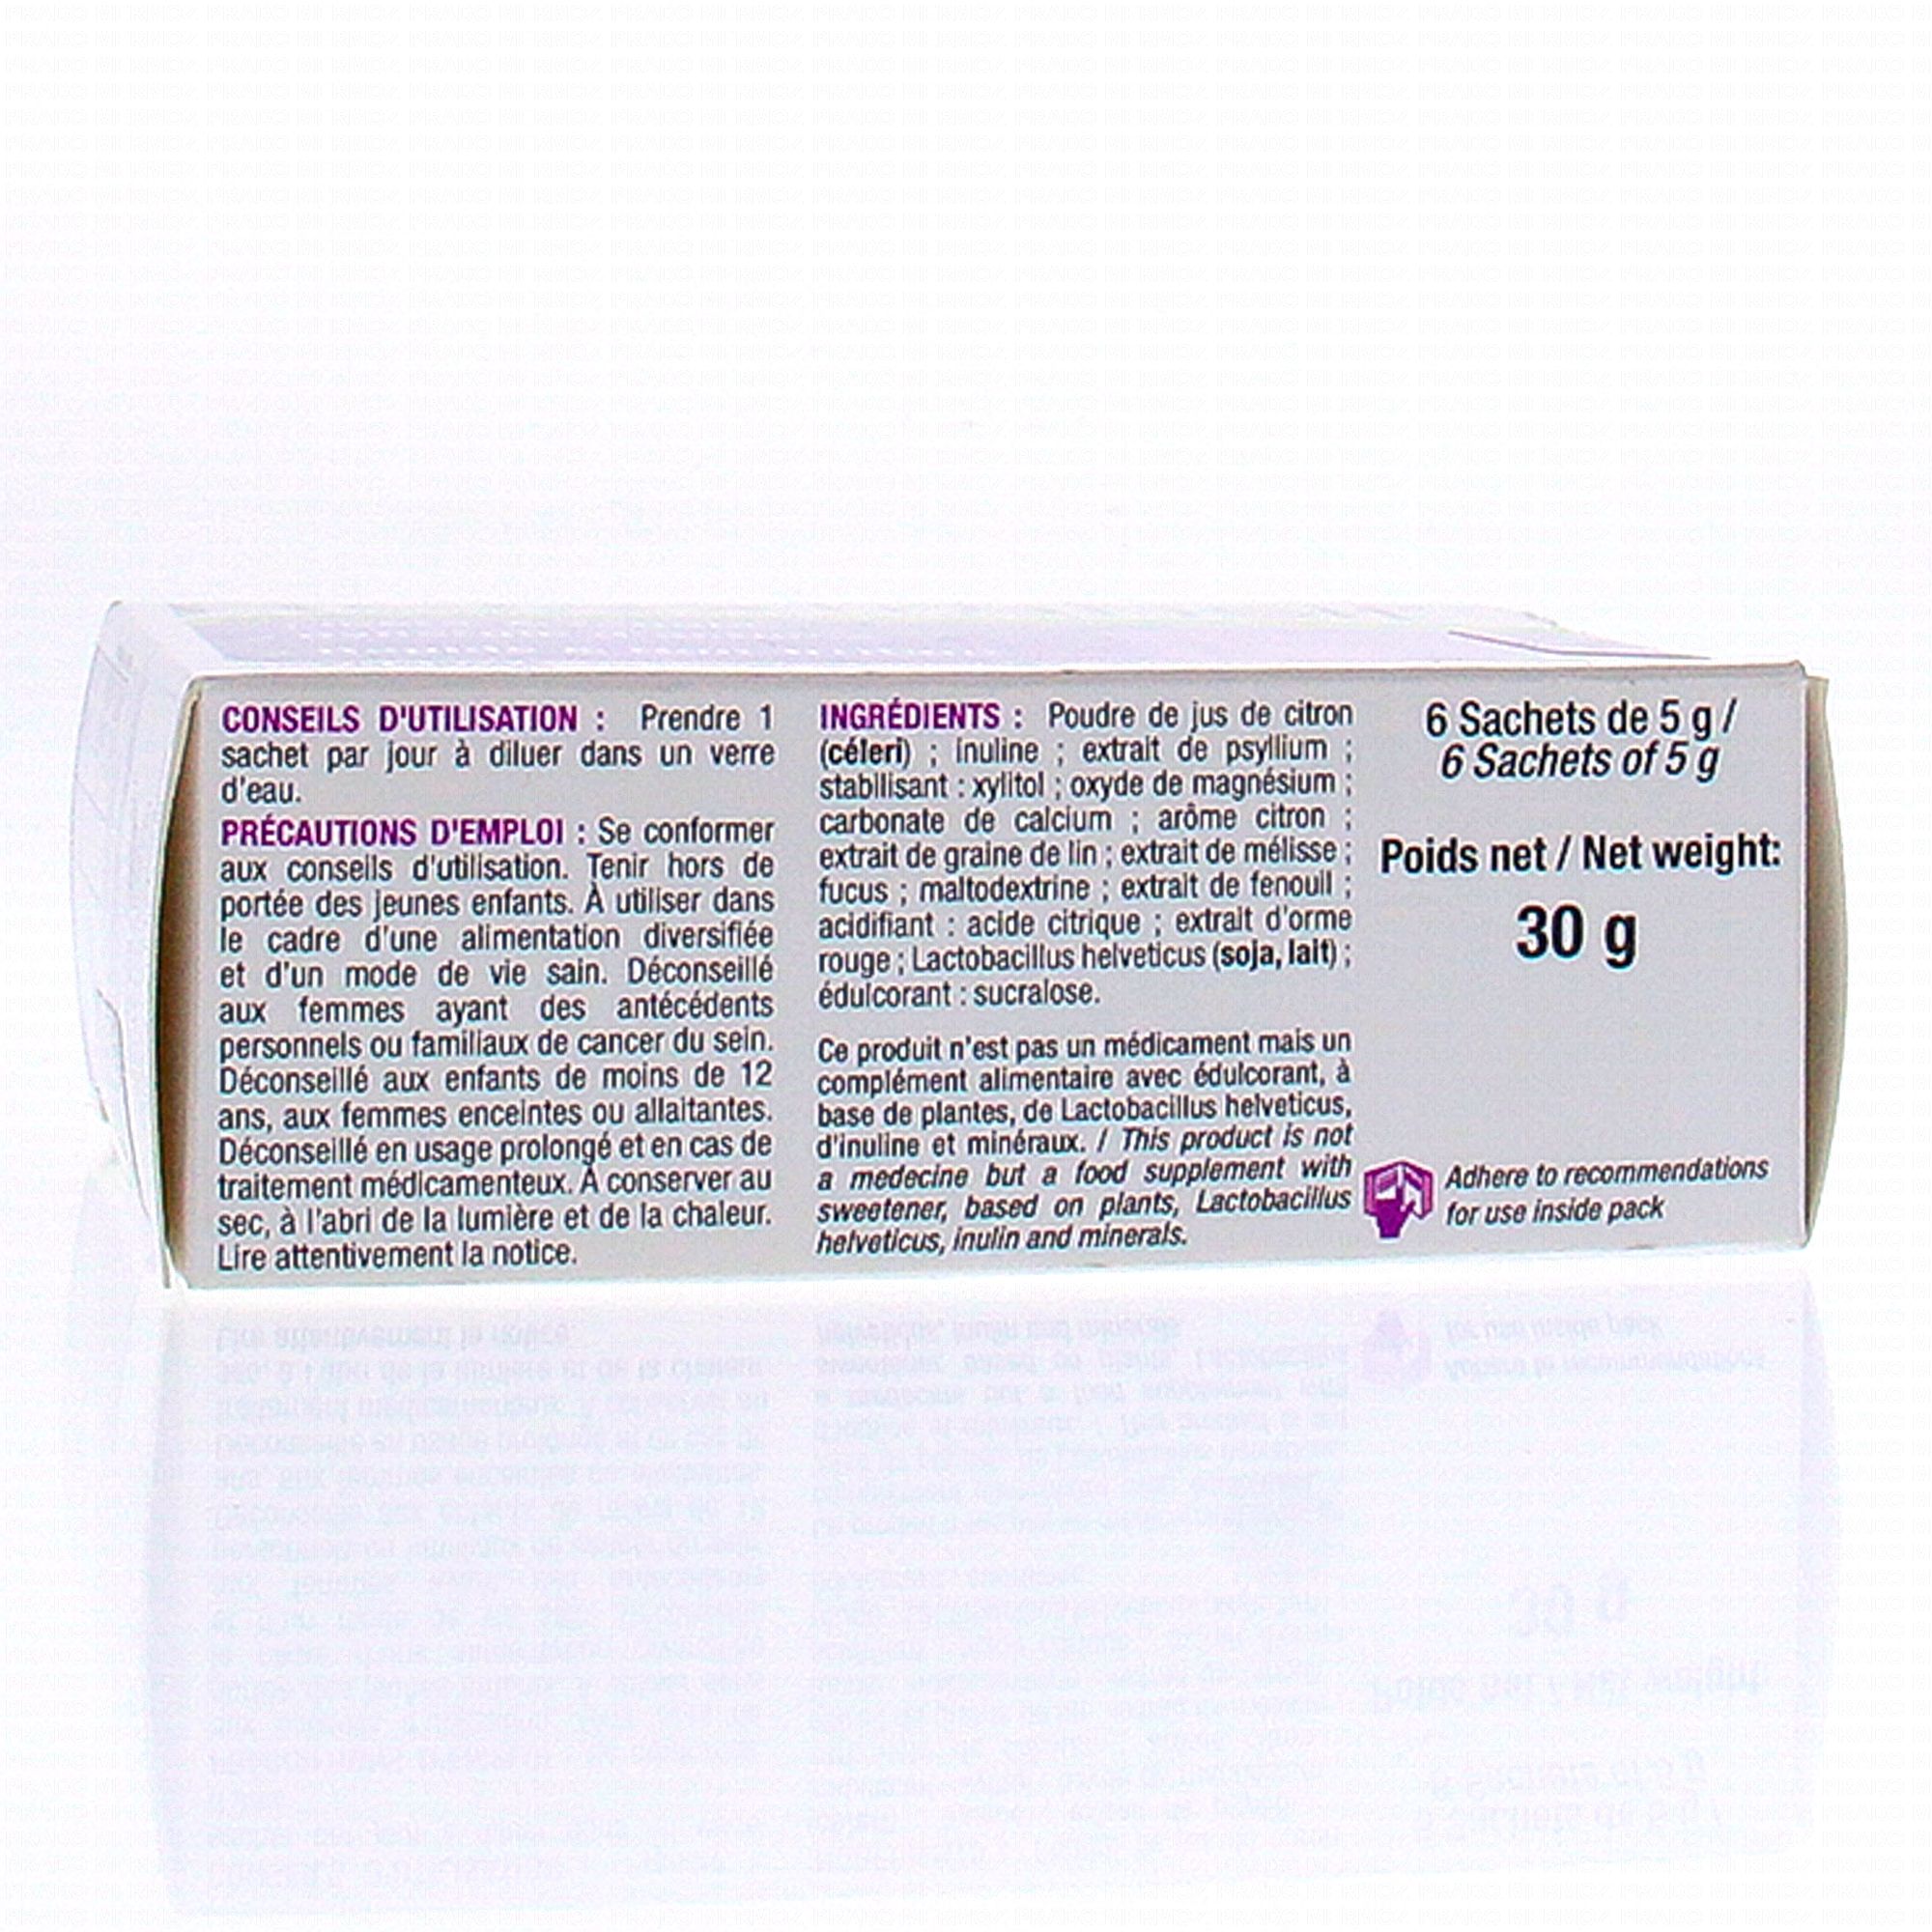 CONSEILS D'UTILISATION : Prendre 1
sachet par jour à diluer dans un verre
d'eau.
PRÉCAUTIONS D'EMPLOI : Se conformer
aux conseils d'utilisation. Tenir hors de
portée des jeunes enfants. À utiliser dans
le cadre d'une alimentation diversifiée
et d'un mode de vie sain. Déconseillé
aux femmes ayant des antécédents
personnels ou familiaux de cancer du sein.
Déconseillé aux enfants de moins de 12
ans, aux femmes enceintes ou allaitantes.
Déconseillé en usage prolongé et en cas de
traitement médicamenteux. À conserver au
sec, à l'abri de la lumière et de la chaleur.
Lire attentivement la notice.
INGRÉDIENTS : Poudre de jus de citron
(céleri) ; inuline ; extrait de psyllium ;
stabilisant : xylitol ; oxyde de magnésium ;
carbonate de calcium ; arôme citron ;
extrait de graine de lin ; extrait de mélisse ;
fucus ; maltodextrine ; extrait de fenouil ;
acidifiant : acide citrique ; extrait d'orme
rouge ; Lactobacillus helveticus (soja, lait) ;
édulcorant : sucralose.
Ce produit n'est pas un médicament mais un
complément alimentaire avec édulcorant, à
base de plantes, de Lactobacillus helveticus,
d'inuline et minéraux. / This product is not
a medecine but a food supplement with
sweetener, based on plants, Lactobacillus
helveticus, inulin and minerals.
6 Sachets de 5 g /
6 Sachets of 5 g
Poids net / Net weight:
30 g
Adhere to recommendations
for use inside pack